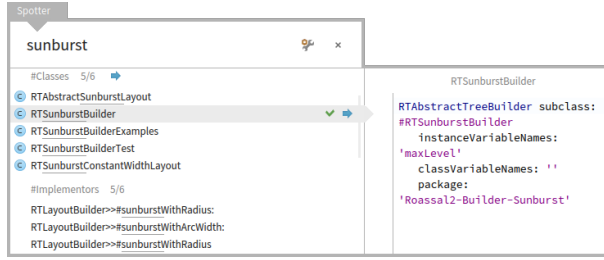 Spotter
sunburst
#Classes 5/6
RTAbstractSunburstLayout
RTSunburstBuilder
RTSunburstBuilderExamples
RTSunburstBuilderTest
RTSunburstConstantWidthLayout
#Implementors 5/6
RTLayoutBuilder>>#sunburstWithRadius:
RTLayoutBuilder>>#sunburstWithArcWidth:
RTLayoutBuilder>>#sunburstWithRadius
RTSunburstBuilder
RTAbstractTreeBuilder subclass:
#RTSunburstBuilder
instanceVariableNames:
'maxLevel'
classVariableNames: ''
package:
'Roassal2-Builder-Sunburst'